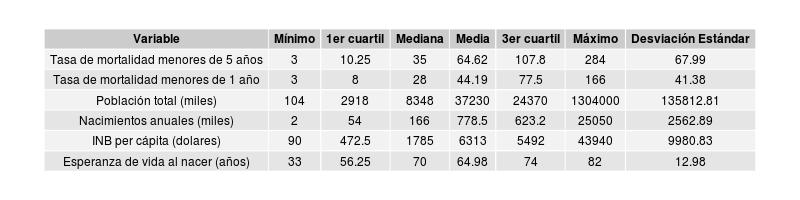 Variable Mínimo 1er cuartil Mediana Media 3er cuartil Máximo Desviación Estándar
Tasa de mortalidad menores de 5 años 3 10.25 35 64.62 107.8 284 67.99
Tasa de mortalidad menores de 1 año 3 8 28 44.19 77.5 166 41.38
Población total (miles) 104 2918 8348 37230 24370 1304000 135812.81
Nacimientos anuales (miles) 2 54 166 778.5 623.2 25050 2562.89
INB per cápita (dolares) 90 472.5 1785 6313 5492 43940 9980.83
Esperanza de vida al nacer (años) 33 56.25 70 64.98 74 82 12.98